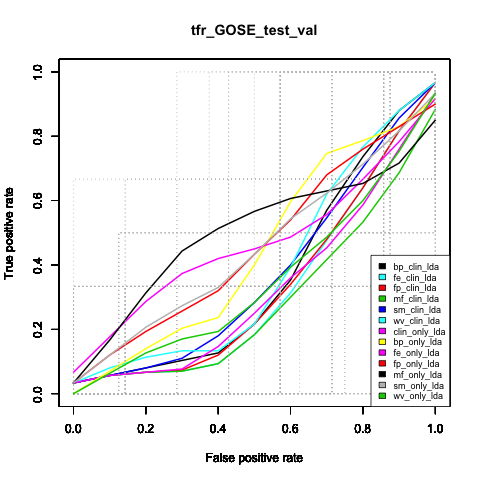 tfr_GOSE_test_val
True positive rate
1.0
0.8
0.6
0.4
0.2
0.0
bp_clin_lda
fe_clin_lda
fp_clin_lda
mf_clin_lda
sm_clin_lda
wv_clin_lda
clin_only_lda
bp_only_lda
fe_only_lda
fp_only_lda
mf_only_lda
sm_only_lda
wv_only_lda
0.0 0.2 0.4 0.6 0.8 1.0
False positive rate